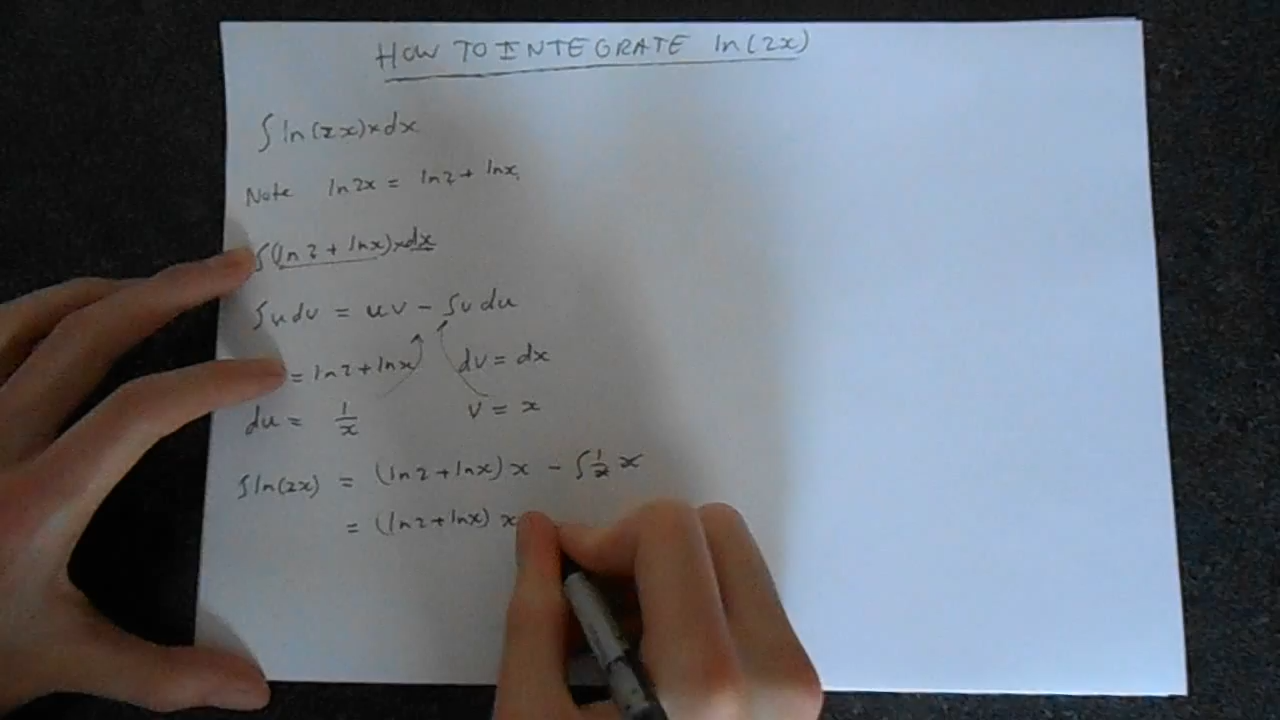 HOW TO INTEGRATE ln(2x)
∫ ln(2x)×dx
Note ln2x = ln2 + lnx
∫(ln2 + lnx)×dx
∫udv = uv - ∫vdu
= ln2 + lnx dv = dx
du = 1/x v = x
∫ln(2x) = (ln2 + lnx) x - ∫1/x x
= (ln2 + lnx) x